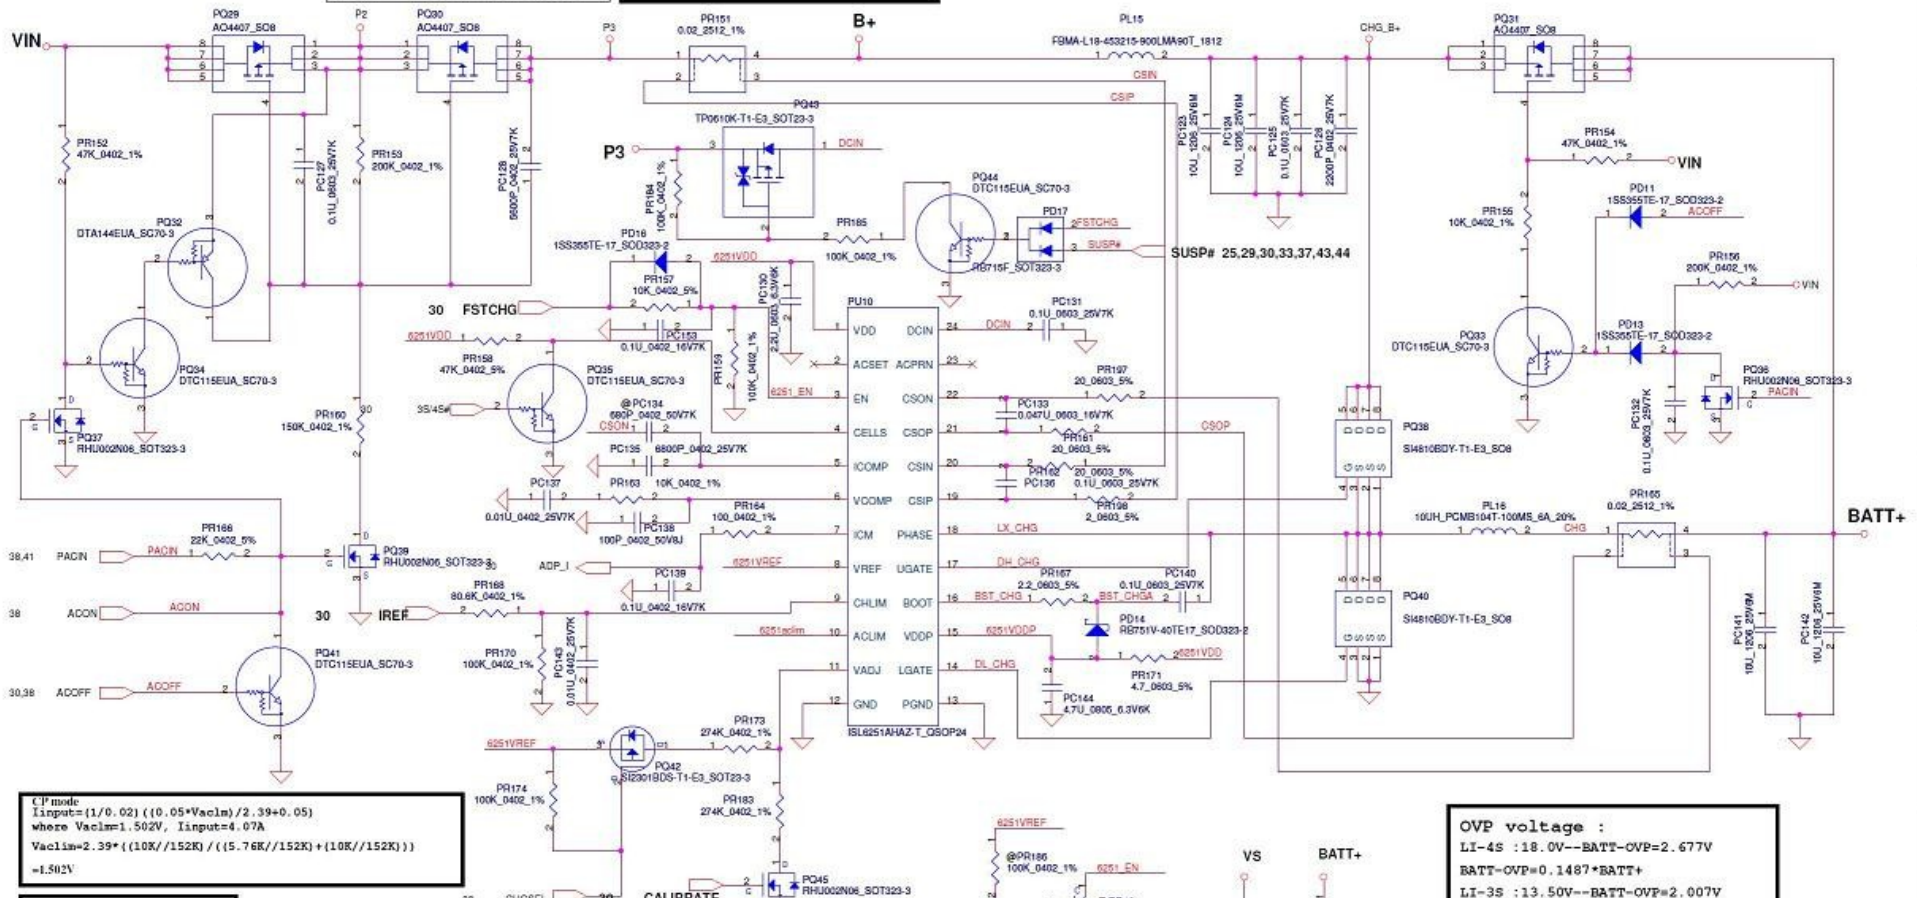 PQ29
AO4407_SO8
P2
PQ30
AO4407_SO8
P3
PR151
0.02_2512_1%
B+
PL15
FBMA-L18-453215-900LMA90T_1812
CHG_B+
PQ31
AO4407_SO8
VIN
CSIN
CSIP
PR152
47K_0402_1%
PC127
0.1U_0603_25V7K
PR153
200K_0402_1%
PC128
6800P_0402_25V7K
PQ43
TP0610K-T1-E3_SOT23-3
P3
DCIN
PR184
100K_0402_1%
PR185
100K_0402_1%
PQ44
DTC115EUA_SC70-3
PD17
FSTCHG
SUSP#
RB715F_SOT323-3
SUSP# 25,29,30,33,37,43,44
PC123
10U_1206_25V6M
PC124
10U_1206_25V6M
PC125
0.1U_0603_25V7K
2200P_0402_25V7K
PR154
47K_0402_1%
VIN
PR155
10K_0402_1%
PD11
1SS355TE-17_SOD323-2
ACOFF
PR156
200K_0402_1%
VIN
PQ32
DTA144EUA_SC70-3
PD16
1SS355TE-17_SOD323-2
6251VDD
PR157
10K_0402_5%
PC130
2.2U_0603_6.3V6K
30 FSTCHG
PC153
0.1U_0402_16V7K
6251VDD
PR158
47K_0402_5%
PR159
100K_0402_1%
PQ34
DTC115EUA_SC70-3
PQ35
DTC115EUA_SC70-3
3S/4S#
6251_EN
PU10
VDD
ACSET
EN
CELLS
ICOMP
VCOMP
ICM
VREF
CHLIM
ACLIM
VADJ
GND
DCIN
ACPRN
CSON
CSOP
CSIN
CSIP
PHASE
UGATE
BOOT
VDDP
LGATE
PGND
ISL6251AHAZ-T_QSOP24
DCIN
PC131
0.1U_0603_25V7K
PR197
20_0603_5%
PC133
0.047U_0603_16V7K
PR161
20_0603_5%
CSOP
PR162
20_0603_5%
PC136
0.1U_0603_25V7K
PR198
2_0603_5%
PQ33
DTC115EUA_SC70-3
PD13
1SS355TE-17_SOD323-2
PQ36
RHU002N06_SOT323-3
PACIN
PC132
0.1U_0603_25V7K
PQ37
RHU002N06_SOT323-3
PR160
150K_0402_1%
@PC134
680P_0402_50V7K
CSON
PC135
6800P_0402_25V7K
PC137
0.01U_0402_25V7K
PR163
10K_0402_1%
PC138
100P_0402_50V8J
PR164
100_0402_1%
PQ38
SI4810BDY-T1-E3_SO8
LX_CHG
PL16
10UH_PCMB104T-100MS_6A_20%
CHG
PR165
0.02_2512_1%
BATT+
38,41 PACIN
PACIN
PR166
22K_0402_5%
PQ39
RHU002N06_SOT323-3
ADP_I
PC139
0.1U_0402_16V7K
6251VREF
DH_CHG
PR167
2.2_0603_5%
PC140
0.1U_0603_25V7K
BST_CHG
BST_CHGA
38 ACON
ACON
30 IREF
PR168
80.6K_0402_1%
PR170
100K_0402_1%
PC143
0.01U_0402_25V7K
6251aclim
6251VDDP
PD14
RB751V-40TE17_SOD323-2
PQ40
SI4810BDY-T1-E3_SO8
PR171
4.7_0603_5%
6251VDD
DL_CHG
PC144
4.7U_0805_6.3V6K
PC141
10U_1206_25V6M
PC142
10U_1206_25V6M
PQ41
DTC115EUA_SC70-3
30,38 ACOFF
ACOFF
6251VREF
PR173
274K_0402_1%
PQ42
SI2301BDS-T1-E3_SOT23-3
PR174
100K_0402_1%
PR183
274K_0402_1%
CP mode
Iinput=(1/0.02)((0.05*Vaclm)/2.39+0.05)
where Vaclm=1.502V, Iinput=4.07A
Vaclim=2.39*((10K//152K)/((5.76K//152K)+(10K//152K)))
=1.502V
CALIBRATE
PQ45
RHU002N06_SOT323-3
6251VREF
@PR186
100K_0402_1%
6251_EN
VS
BATT+
OVP voltage :
LI-4S :18.0V--BATT-OVP=2.677V
BATT-OVP=0.1487*BATT+
LI-3S :13.50V--BATT-OVP=2.007V